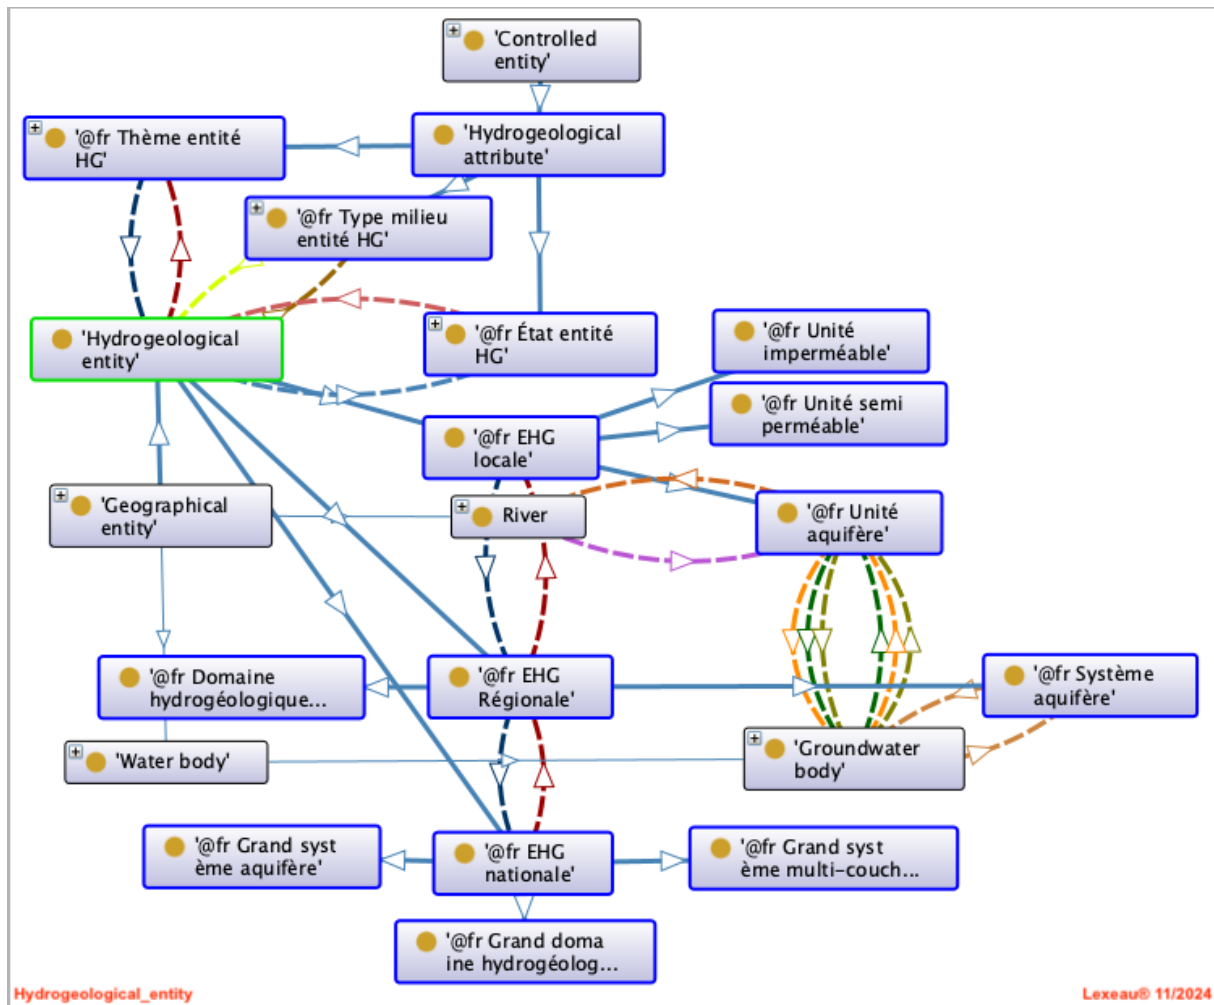 'Controlled
entity'
'@fr Thème entité
HG'
'Hydrogeological
attribute'
'@fr Type milieu
entité HG'
'Hydrogeological
entity'
'@fr État entité
HG'
'@fr Unité
imperméable'
'@fr Unité semi
perméable'
'@fr EHG
locale'
'Geographical
entity'
River
'@fr Unité
aquifère'
'@fr Domaine
hydrogéologique...
'@fr EHG
Régionale'
'@fr Système
aquifère'
'Water body'
'Groundwater
body'
'@fr Grand syst
ème aquifère'
'@fr EHG
nationale'
'@fr Grand syst
ème multi-couch...
'@fr Grand doma
ine hydrogéolog...
Hydrogeological_entity
Lexeau® 11/2024